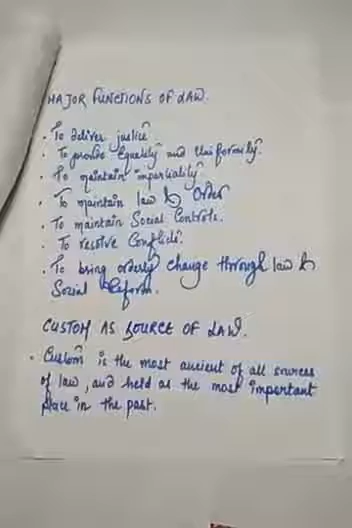 MAJOR FUNCTIONS OF LAW.
. To deliver justice
. To provide Equality and Uniformity.
. To maintain impartiality
. To maintain law & Order
. To maintain Social Controls.
. To resolve Conflicts.
. To bring orderly change through law &
Social Reform.
CUSTOM AS SOURCE OF LAW.
. Custom is the most ancient of all sources
of law, and held as the most important
place in the past.